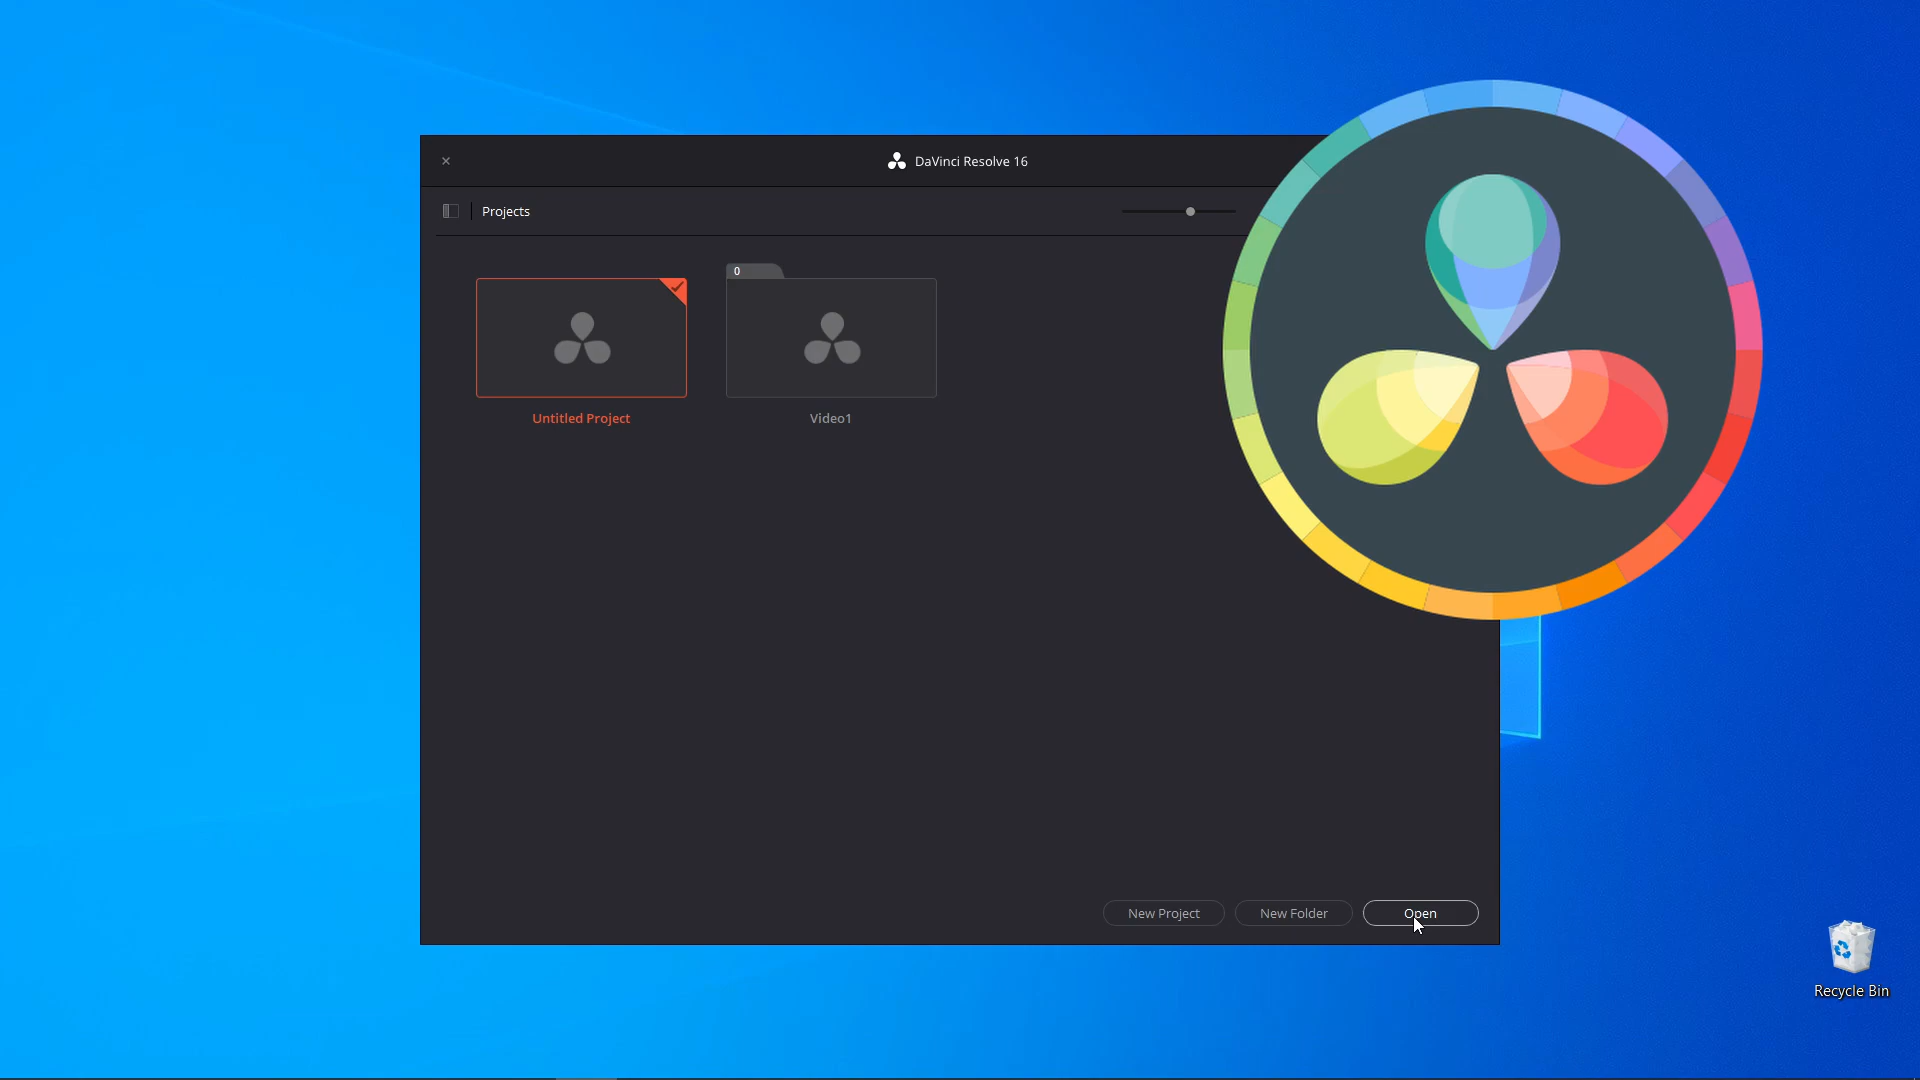 DaVinci Resolve 16
Projects
0
Untitled Project
Video1
New Project
New Folder
Open
Recycle Bin